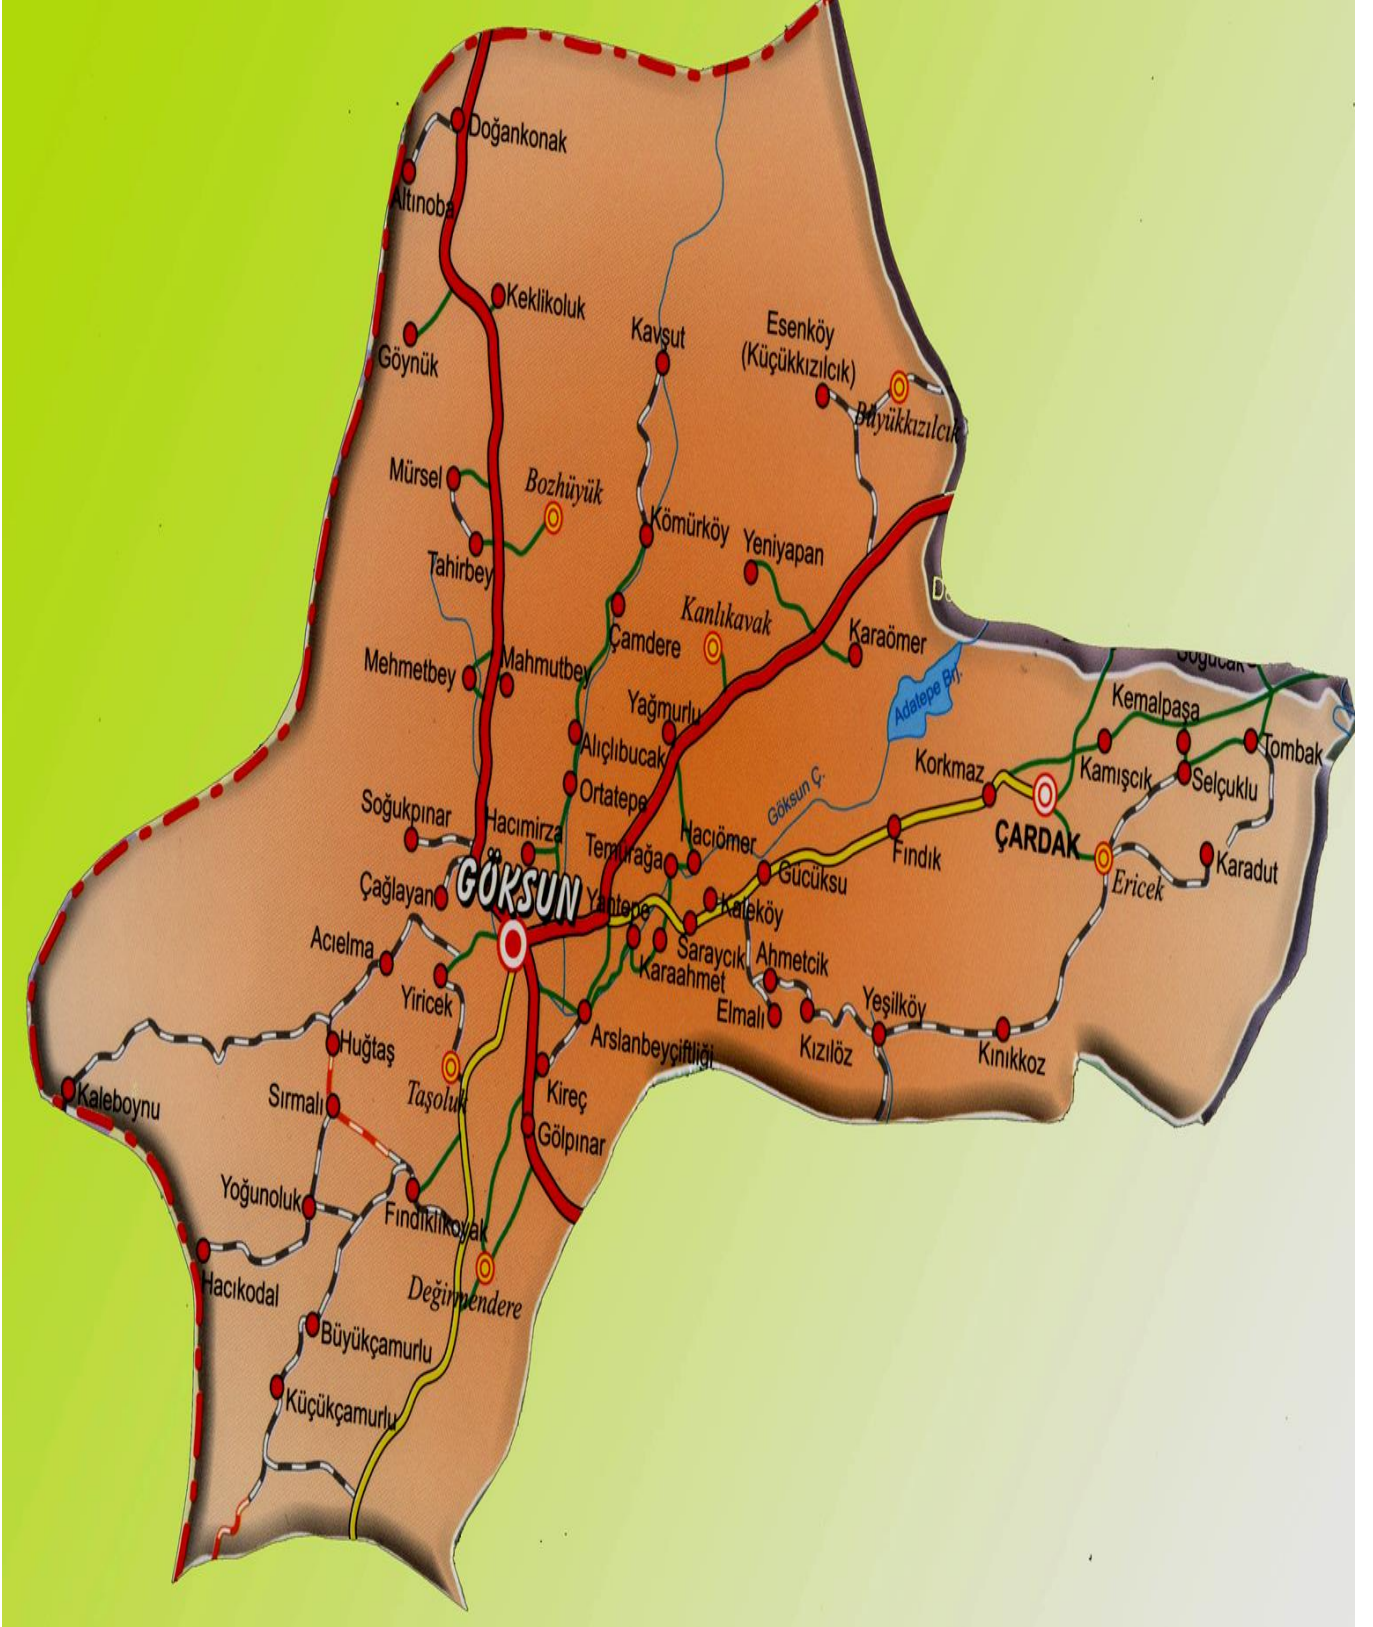 Doğankonak
Altınoba
Keklikoluk
Göynük
Kavşut
Esenköy
(Küçükkızılcık)
Büyükkızılcık
Mürsel
Bozhüyük
Tahirbey
Kömürköy
Yeniyapan
Kanlıkavak
Çamdere
Karaömer
Mehmetbey
Mahmutbey
Yağmurlu
Adatepe Brj.
Soğucak
Kemalpaşa
Alıçlıbucak
Korkmaz
Kamışcık
Tombak
Selçuklu
Ortatepe
Göksun Ç.
Soğukpınar
Hacımirza
Hacıömer
Temurağa
Fındık
ÇARDAK
Karadut
Ericek
Gücüksu
Çağlayan
GÖKSUN
Yantepe
Kaleköy
Acıelma
Saraycık
Ahmetcik
Karaahmet
Yiricek
Elmalı
Yeşilköy
Kızılöz
Kınıkkoz
Arslanbeyçiftliği
Huğtaş
Kaleboynu
Sırmalı
Taşoluk
Kireç
Gölpınar
Yoğunoluk
Fındıklıkoyak
Hacıkodal
Değirmendere
Büyükçamurlu
Küçükçamurlu